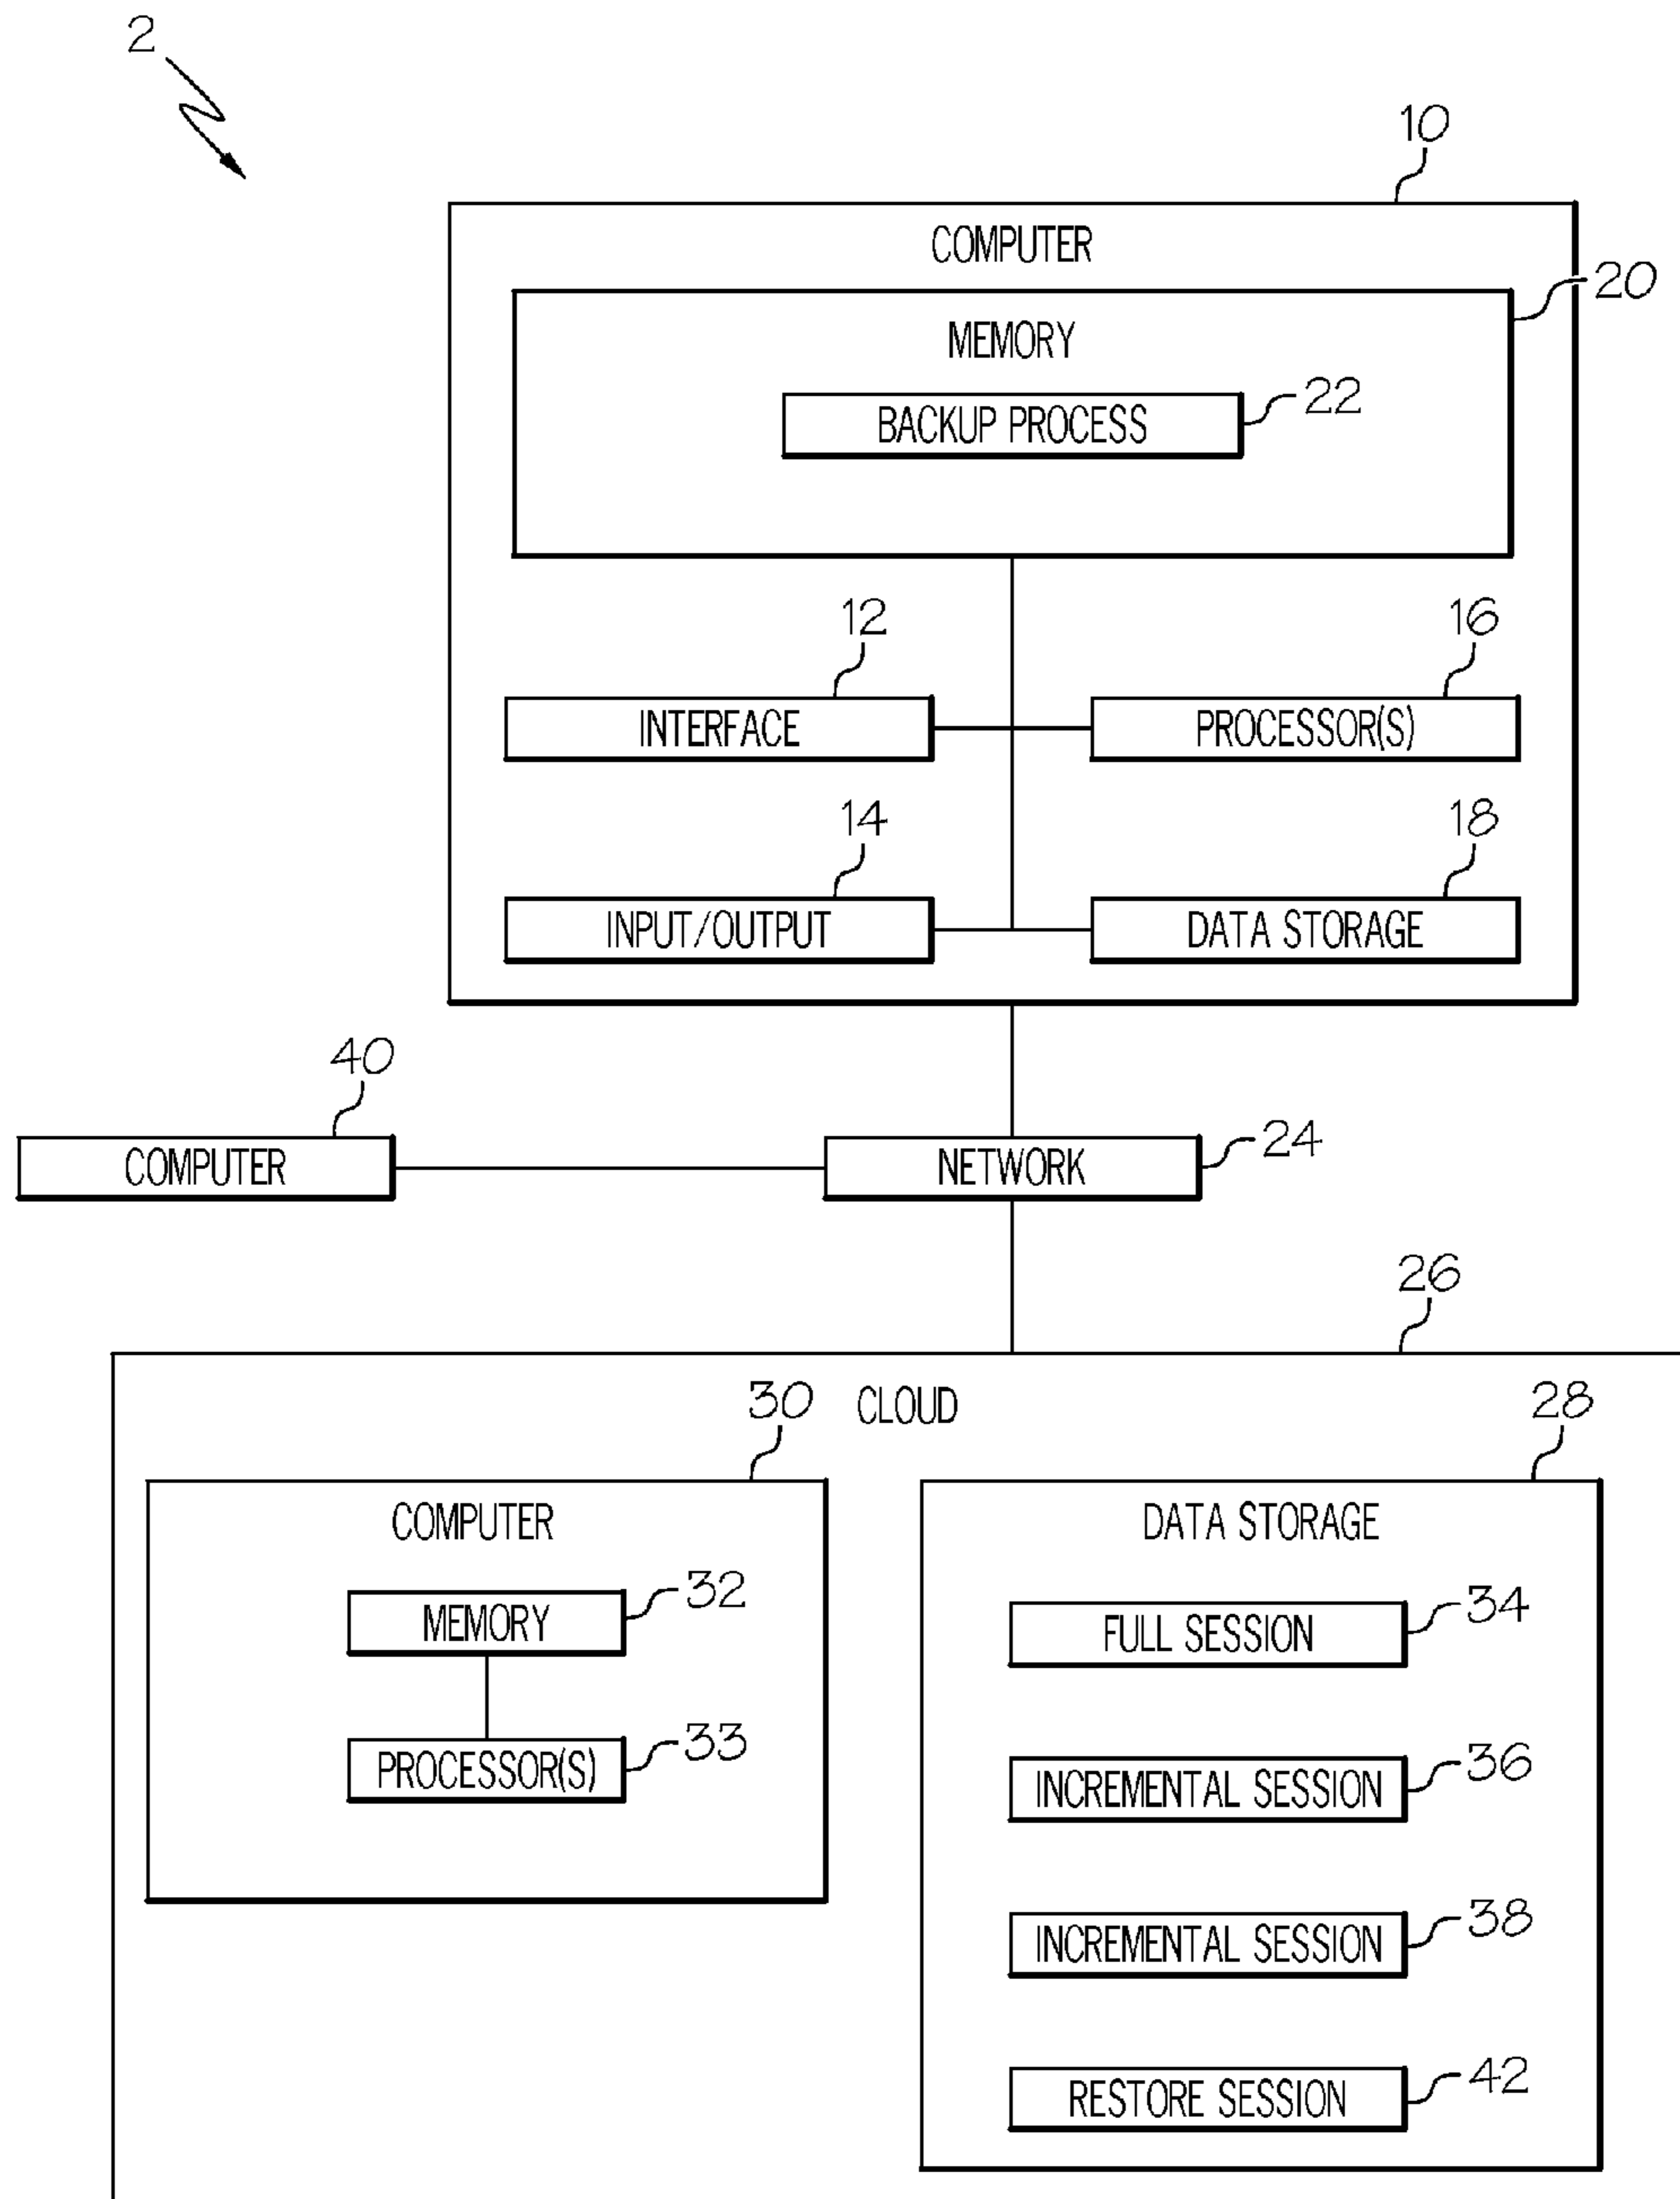 2
10
COMPUTER
20
MEMORY
22
BACKUP PROCESS
12
16
INTERFACE
PROCESSOR(S)
14
18
INPUT/OUTPUT
DATA STORAGE
40
COMPUTER
24
NETWORK
26
CLOUD
30
28
COMPUTER
DATA STORAGE
32
MEMORY
34
FULL SESSION
33
PROCESSOR(S)
36
INCREMENTAL SESSION
38
INCREMENTAL SESSION
42
RESTORE SESSION